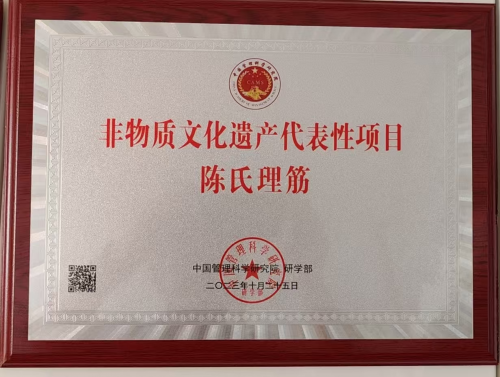 非物质文化遗产代表性项目
陈氏理筋
中国管理科学研究院 研学部
二〇二三年十月二十五日